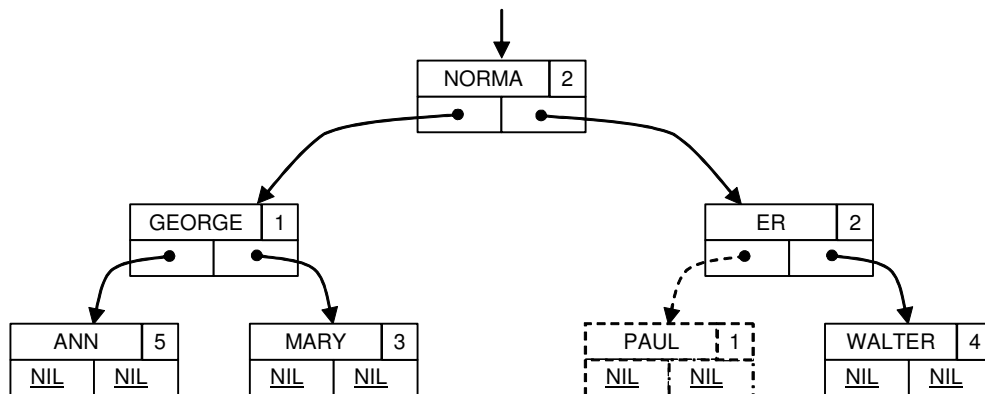 NORMA 2
GEORGE 1 ER 2
ANN 5 MARY 3 PAUL 1 WALTER 4
NIL NIL NIL NIL NIL NIL NIL NIL